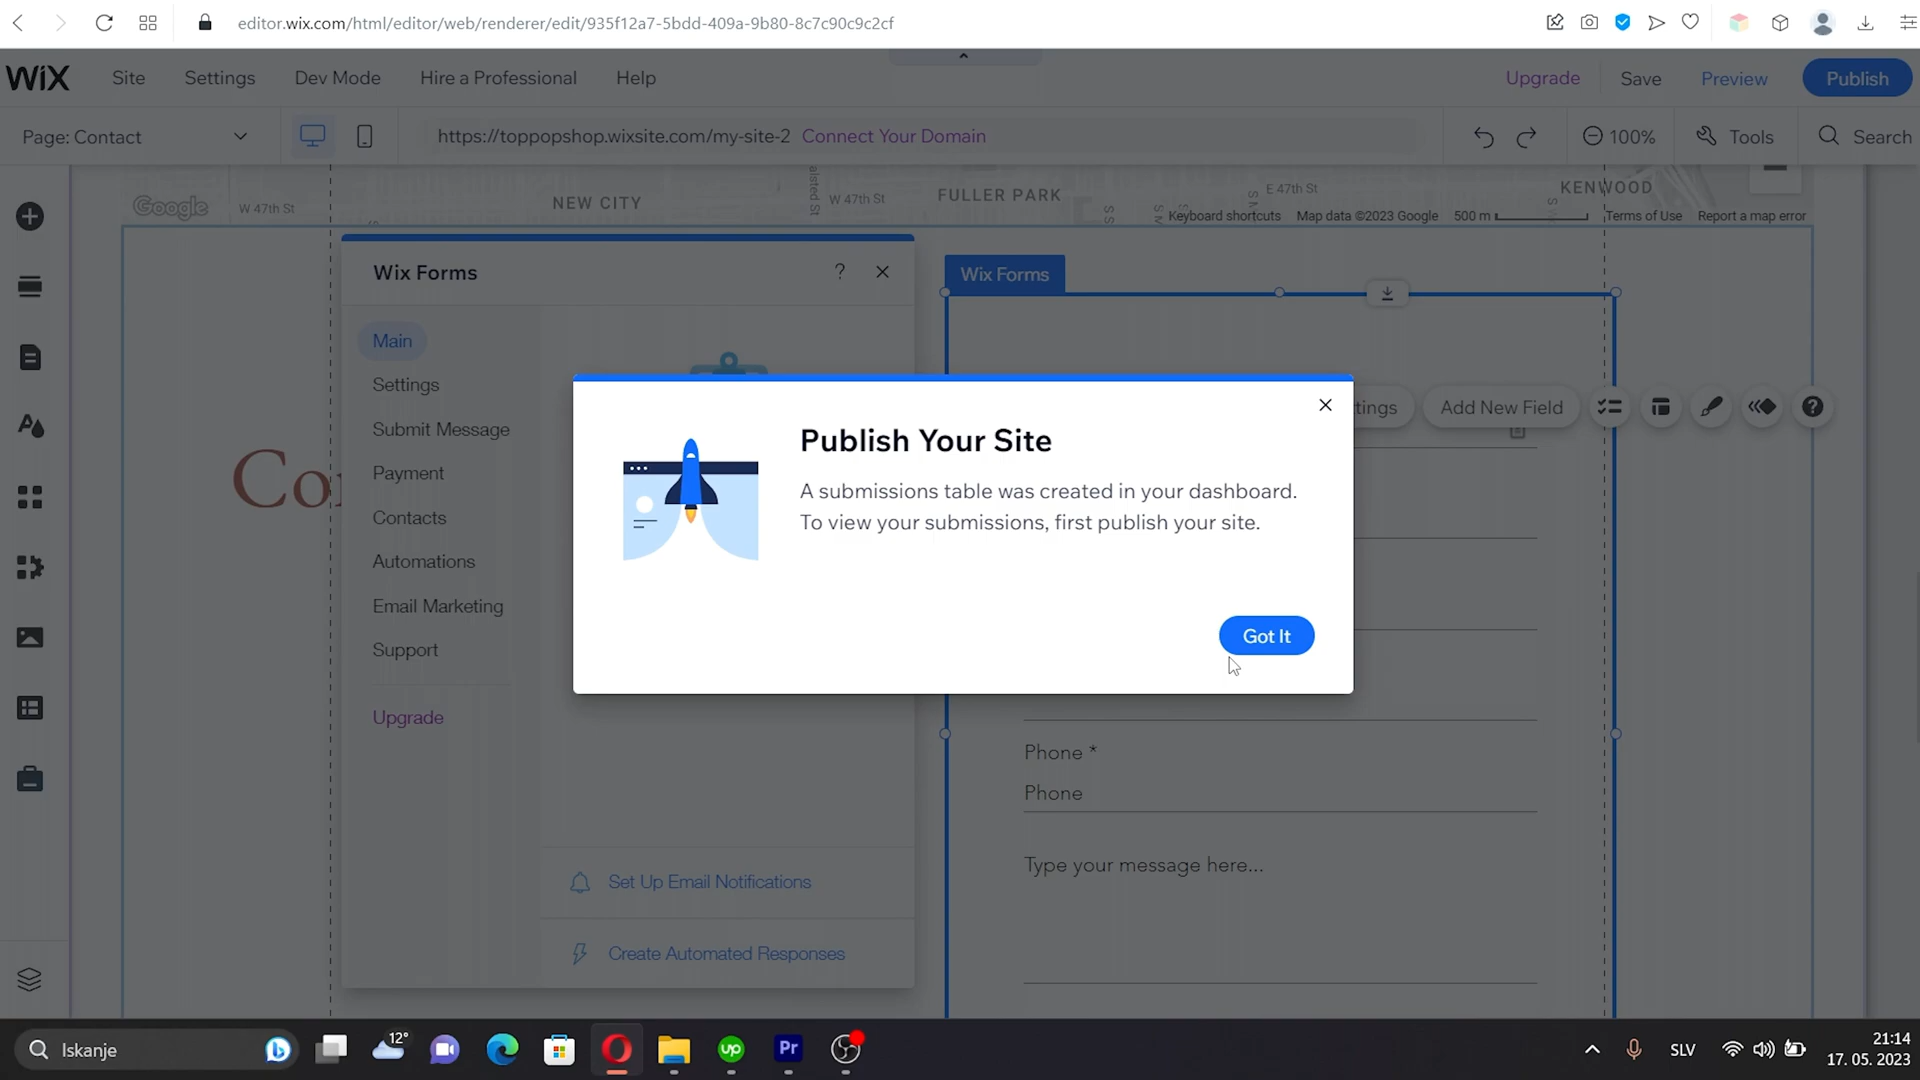 editor.wix.com/html/editor/web/renderer/edit/935f12a7-5bdd-409a-9b80-8c7c90c9c2cf
WiX Site Settings Dev Mode Hire a Professional Help Upgrade Save Preview Publish
Page: Contact https://toppopshop.wixsite.com/my-site-2 Connect Your Domain 100% Tools Search
Google W 47th St NEW CITY W 47th St FULLER PARK E 47th St KENWOOD
Keyboard shortcuts Map data ©2023 Google 500 m Terms of Use Report a map error
Wix Forms ?
Wix Forms
Main
Settings
Submit Message
Payment
Contacts
Automations
Email Marketing
Support
Upgrade
Set Up Email Notifications
Create Automated Responses
Add New Field
Publish Your Site
A submissions table was created in your dashboard.
To view your submissions, first publish your site.
Got It
Phone *
Phone
Type your message here...
Iskanje 12° up Pr SLV 21:14
17. 05. 2023